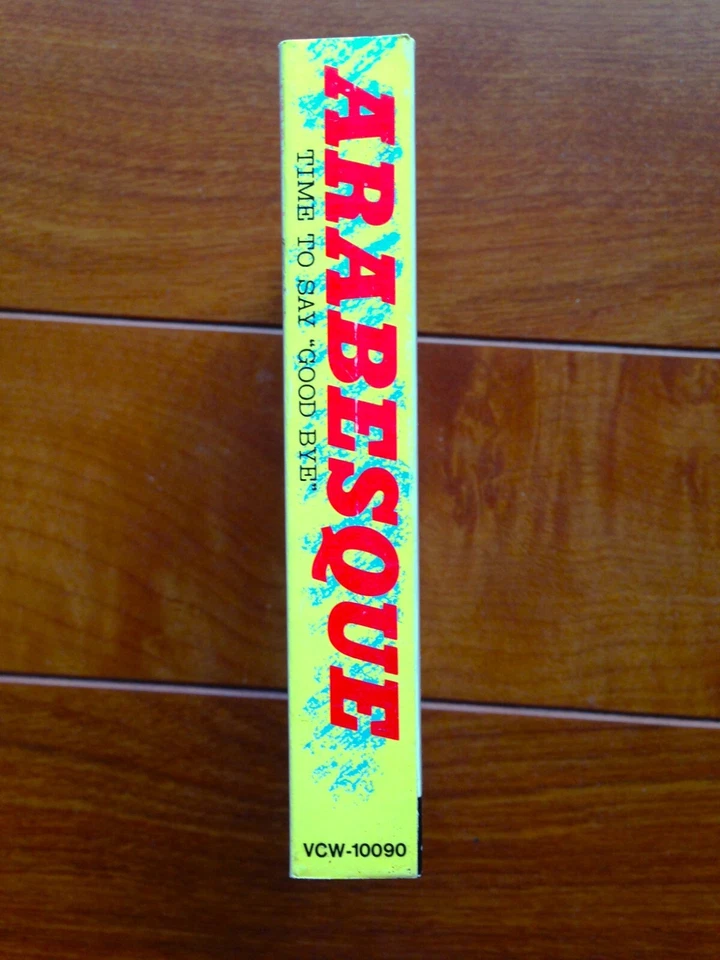 ARABESQUE
TIME TO SAY "GOOD BYE"
VCW-10090